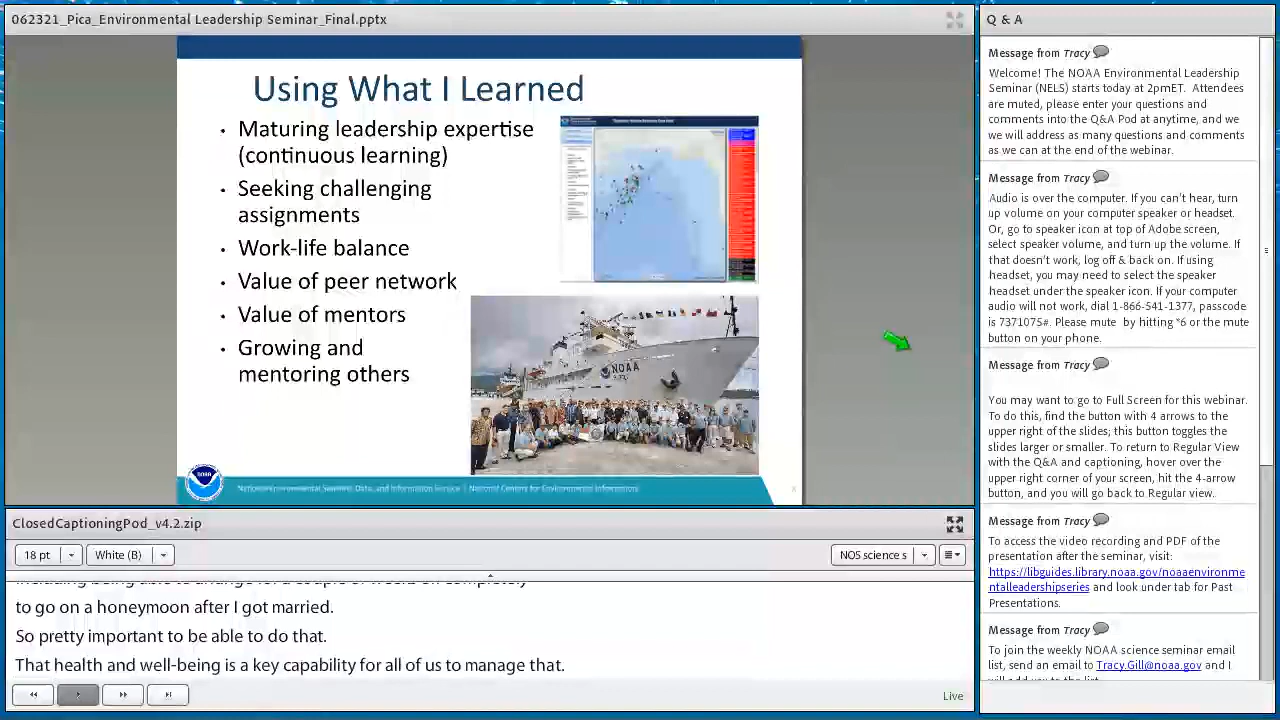 062321_Pica_Environmental Leadership Seminar_Final.pptx
Using What I Learned
• Maturing leadership expertise
(continuous learning)
• Seeking challenging
assignments
• Work-life balance
• Value of peer network
• Value of mentors
• Growing and
mentoring others
NOAA
NOAA
National Environmental Satellite, Data, and Information Service | National Centers for Environmental Information
ClosedCaptioningPod_v4.2.zip
18 pt
White (B)
NOS science s
to go on a honeymoon after I got married.
So pretty important to be able to do that.
That health and well-being is a key capability for all of us to manage that.
Live
Q & A
Message from Tracy
Welcome! The NOAA Environmental Leadership
Seminar (NELS) starts today at 2pmET. Attendees
are muted, please enter your questions and
comments in the Q&A Pod at anytime, and we
we will address as many questions and comments
as we can at the end of the webinar.
Message from Tracy
Audio is over the computer. If you don't hear, turn
up volume on your computer speaker or headset.
Or, go to speaker icon at top of Adobe screen,
select speaker volume, and turn up the volume. If
that doesn't work, log off & back on. If using
headset, you may need to select the speaker
headset under the speaker icon. If your computer
audio will not work, dial 1-866-541-1377, passcode
is 7371075#. Please mute by hitting *6 or the mute
button on your phone.
Message from Tracy
You may want to go to Full Screen for this webinar.
To do this, find the button with 4 arrows to the
upper right of the slides; this button toggles the
slides larger or smaller. To return to Regular View
with the Q&A and captioning, hover over the
upper right content of your screen, hit the 4-arrow
button, and you will go back to Regular view.
Message from Tracy
To access the video recording and PDF of the
presentation after the seminar, visit:
https://libguides.library.noaa.gov/noaaenvironme
ntalleadershipseries and look under tab for Past
Presentations.
Message from Tracy
To join the weekly NOAA science seminar email
list, send an email to Tracy.Gill@noaa.gov and I
will add you to the list.